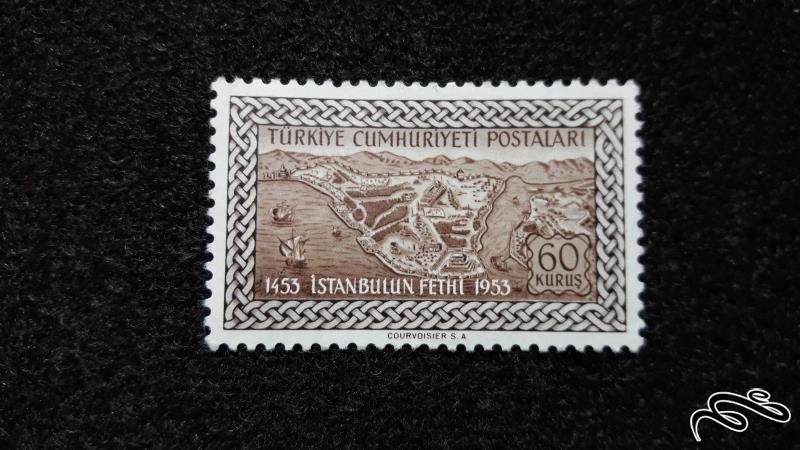 TÜRKİYE CUMHURİYETİ POSTALARI
60
KURUŞ
1453 İSTANBULUN FETHİ 1953
COURVOISIER S. A